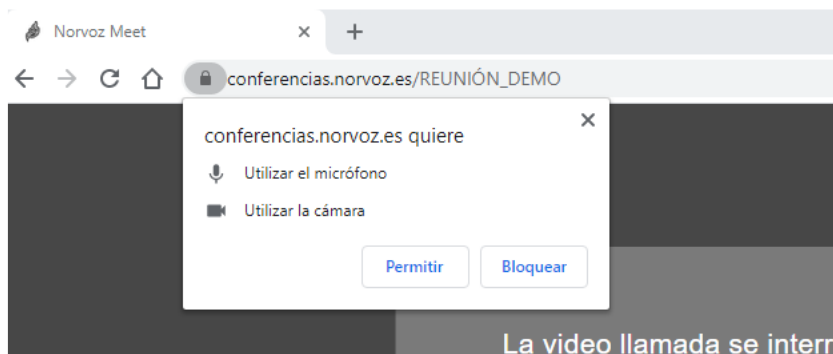 Norvoz Meet
conferencias.norvoz.es/REUNIÓN_DEMO
conferencias.norvoz.es quiere
Utilizar el micrófono
Utilizar la cámara
Permitir Bloquear
La video llamada se